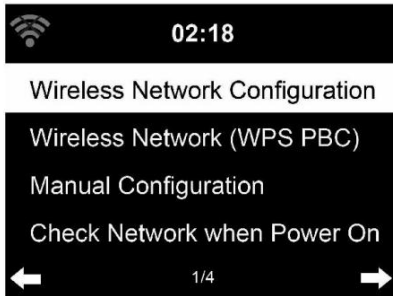 02:18
Wireless Network Configuration
Wireless Network (WPS PBC)
Manual Configuration
Check Network when Power On
1/4